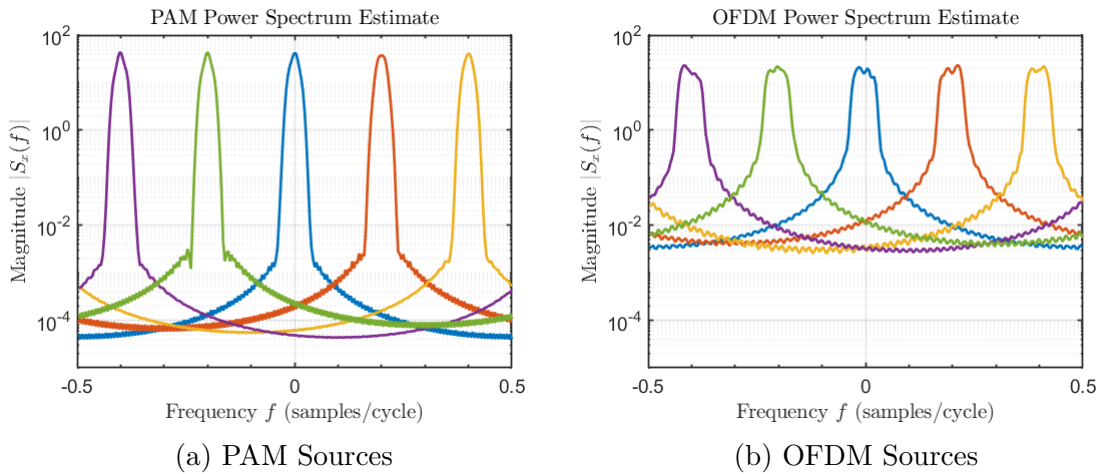 PAM Power Spectrum Estimate
10^2
10^0
10^-2
10^-4
Magnitude |S_x(f)|
-0.5
0
0.5
Frequency f (samples/cycle)
(a) PAM Sources
OFDM Power Spectrum Estimate
10^2
10^0
10^-2
10^-4
Magnitude |S_x(f)|
-0.5
0
0.5
Frequency f (samples/cycle)
(b) OFDM Sources